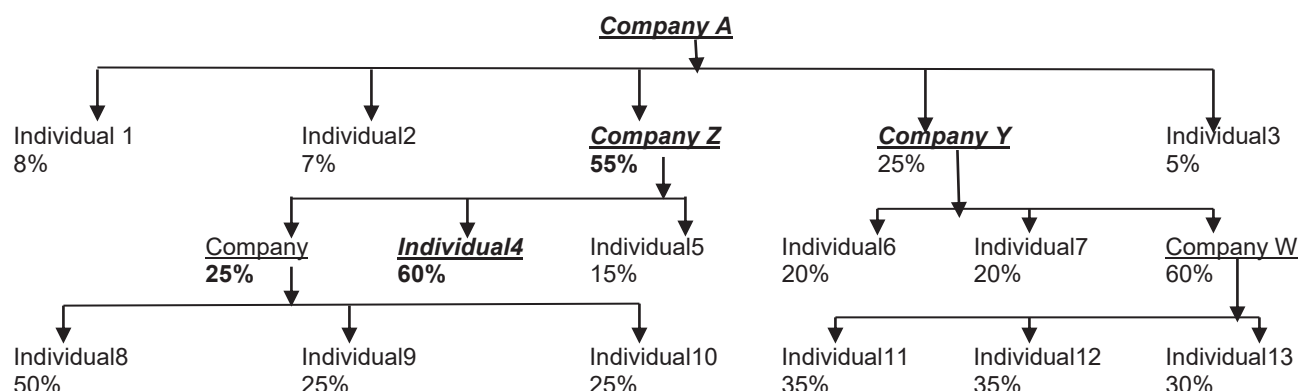 Company A
Individual 1 Individual2 Company Z Company Y Individual3
8% 7% 55% 25% 5%
Company Individual4 Individual5 Individual6 Individual7 Company W
25% 60% 15% 20% 20% 60%
Individual8 Individual9 Individual10 Individual11 Individual12 Individual13
50% 25% 25% 35% 35% 30%